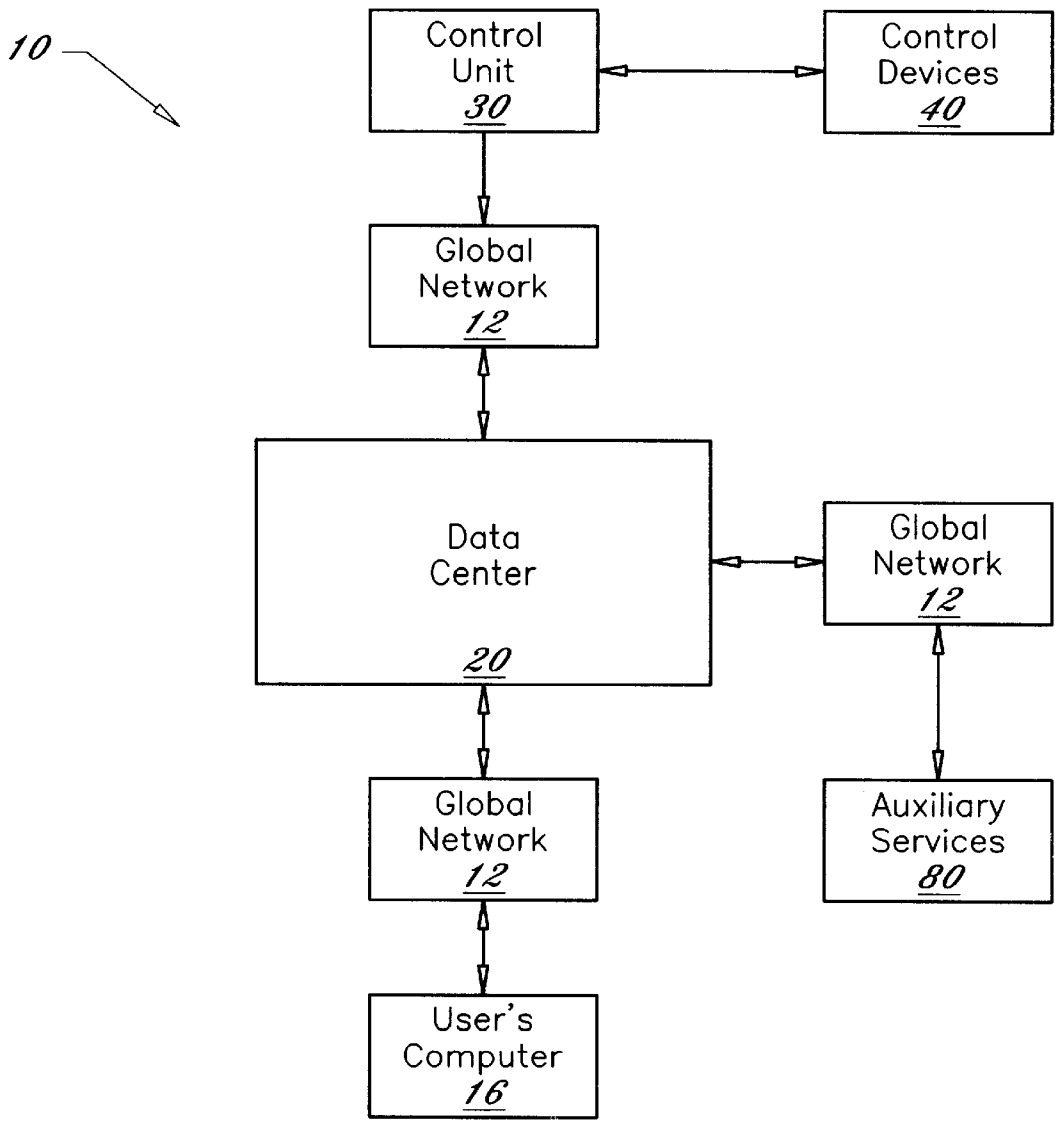 10
Control
Unit
30
Control
Devices
40
Global
Network
12
Data
Center
20
Global
Network
12
Global
Network
12
Auxiliary
Services
80
User's
Computer
16